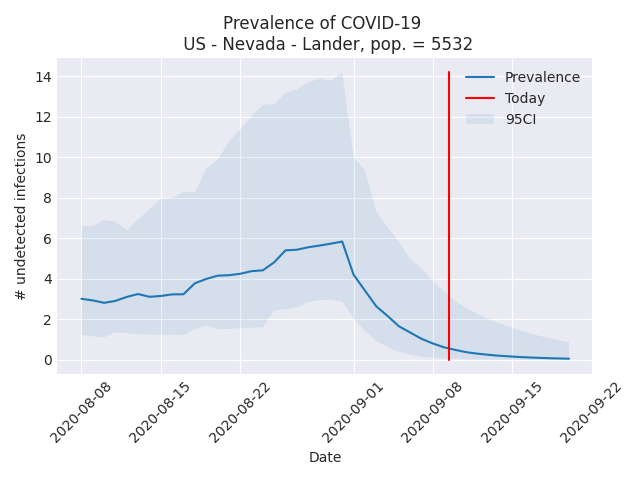 Prevalence of COVID-19
US - Nevada - Lander, pop. = 5532
14
12
10
8
6
4
2
0
# undetected infections
Prevalence
Today
95CI
2020-08-08
2020-08-15
2020-08-22
2020-09-01
2020-09-08
2020-09-15
2020-09-22
Date